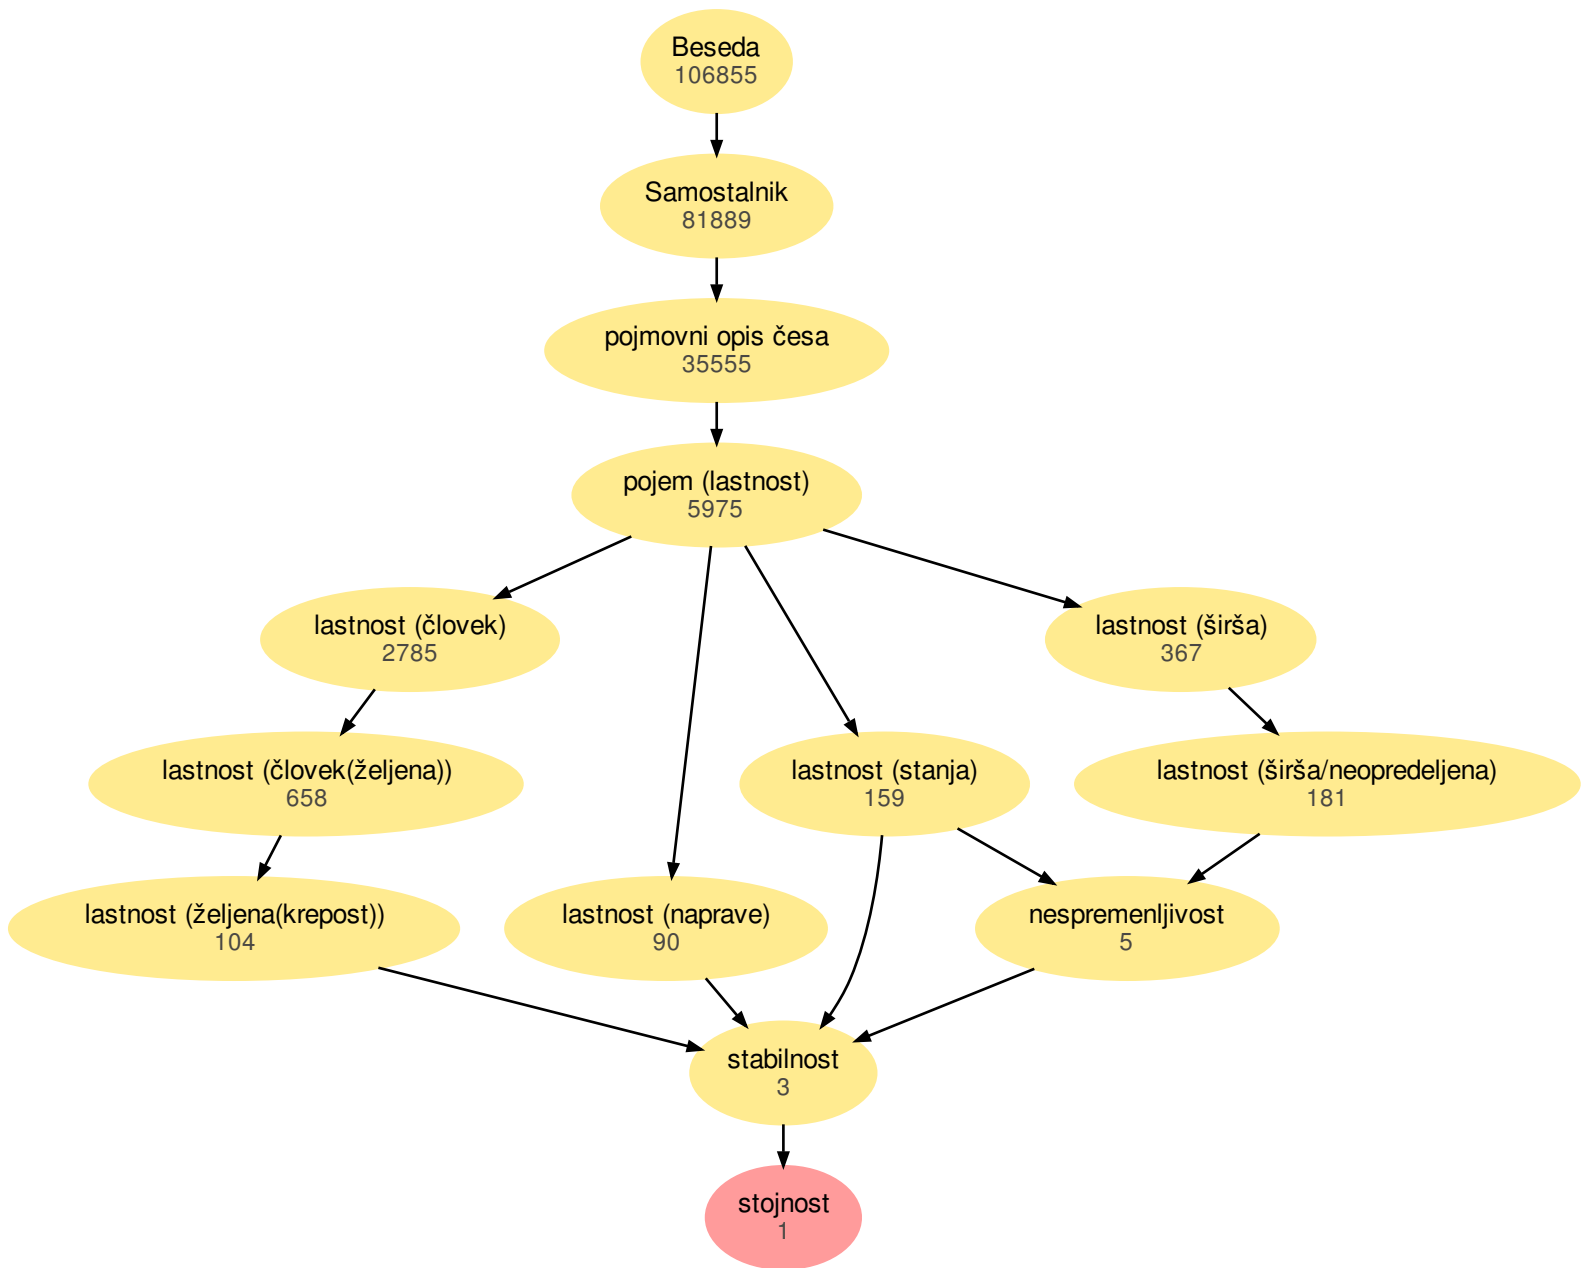 Beseda
106855
Samostalnik
81889
pojmovni opis česa
35555
pojem (lastnost)
5975
lastnost (človek)
2785
lastnost (širša)
367
lastnost (človek(željena))
658
lastnost (stanja)
159
lastnost (širša/neopredeljena)
181
lastnost (željena(krepost))
104
lastnost (naprave)
90
nespremenljivost
5
stabilnost
3
stojnost
1